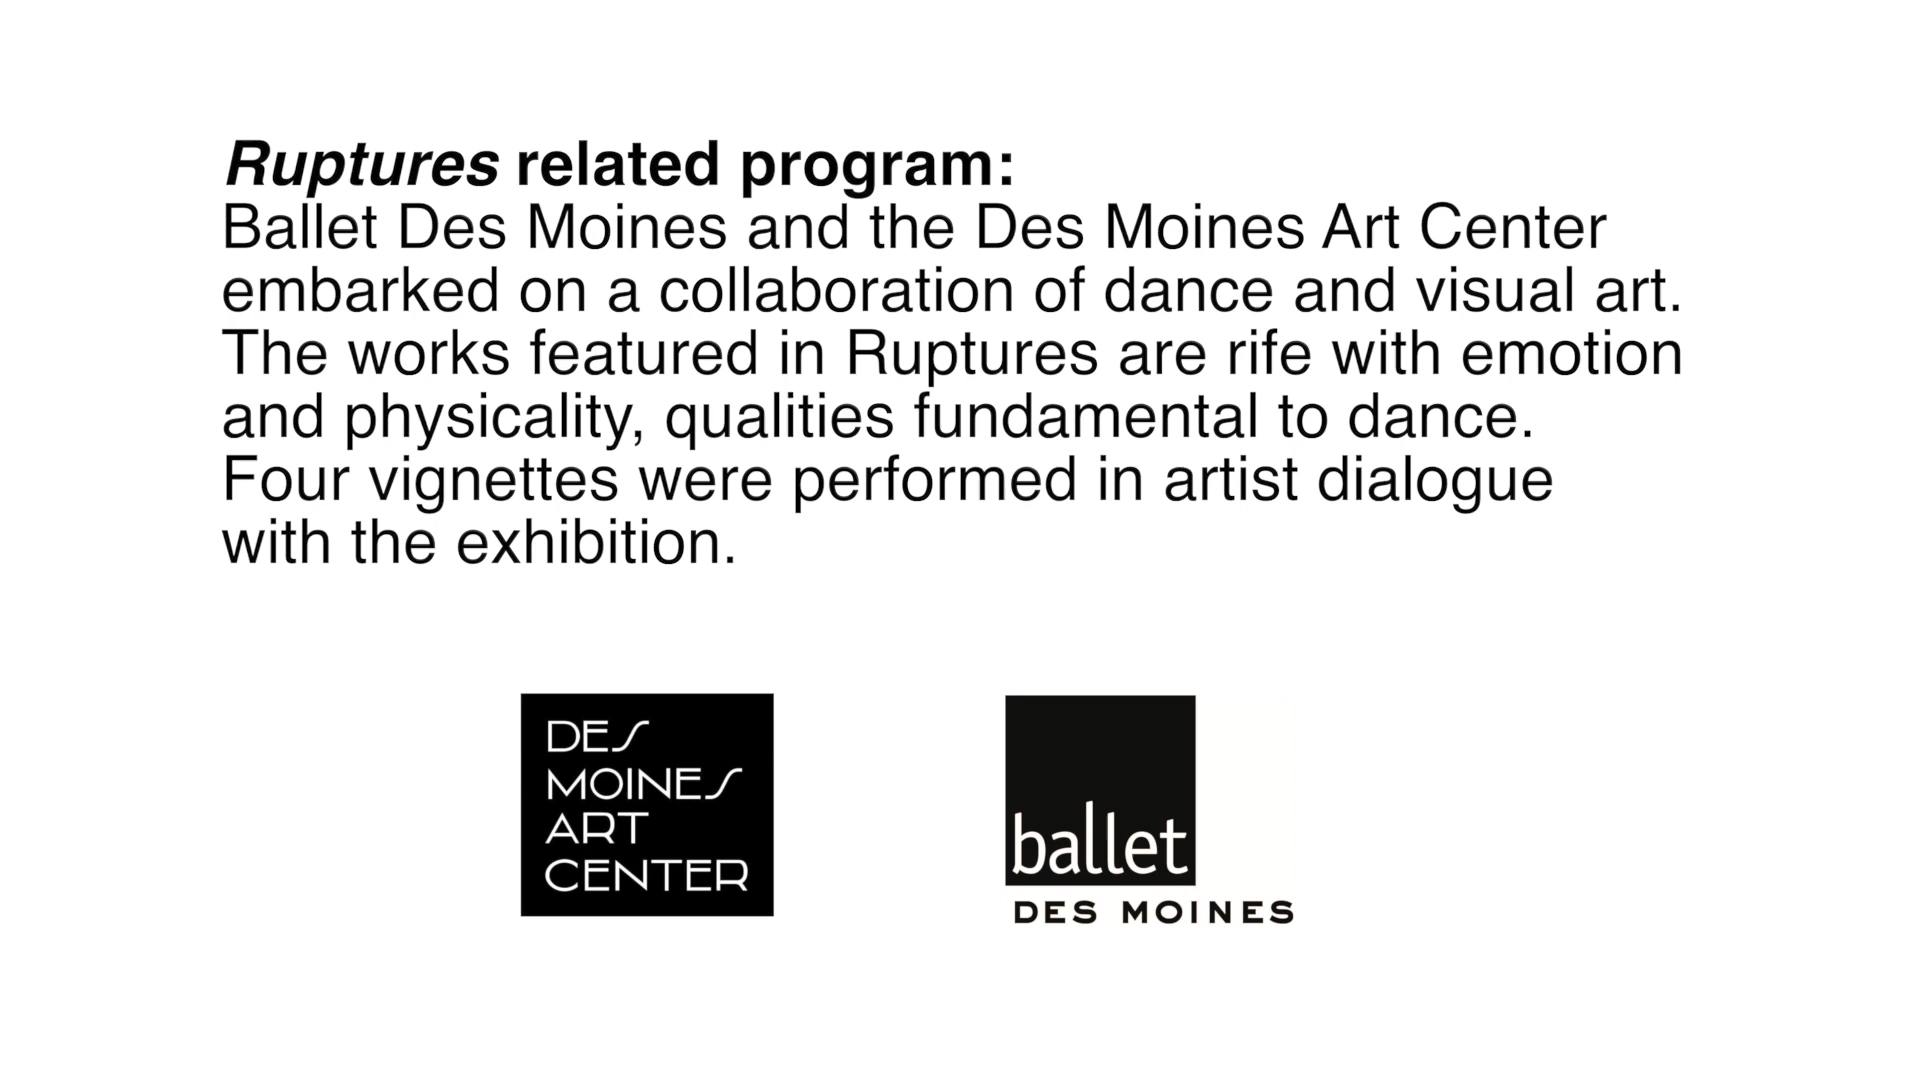 Ruptures related program:
Ballet Des Moines and the Des Moines Art Center
embarked on a collaboration of dance and visual art.
The works featured in Ruptures are rife with emotion
and physicality, qualities fundamental to dance.
Four vignettes were performed in artist dialogue
with the exhibition.
DES
MOINES
ART
CENTER
ballet
DES MOINES